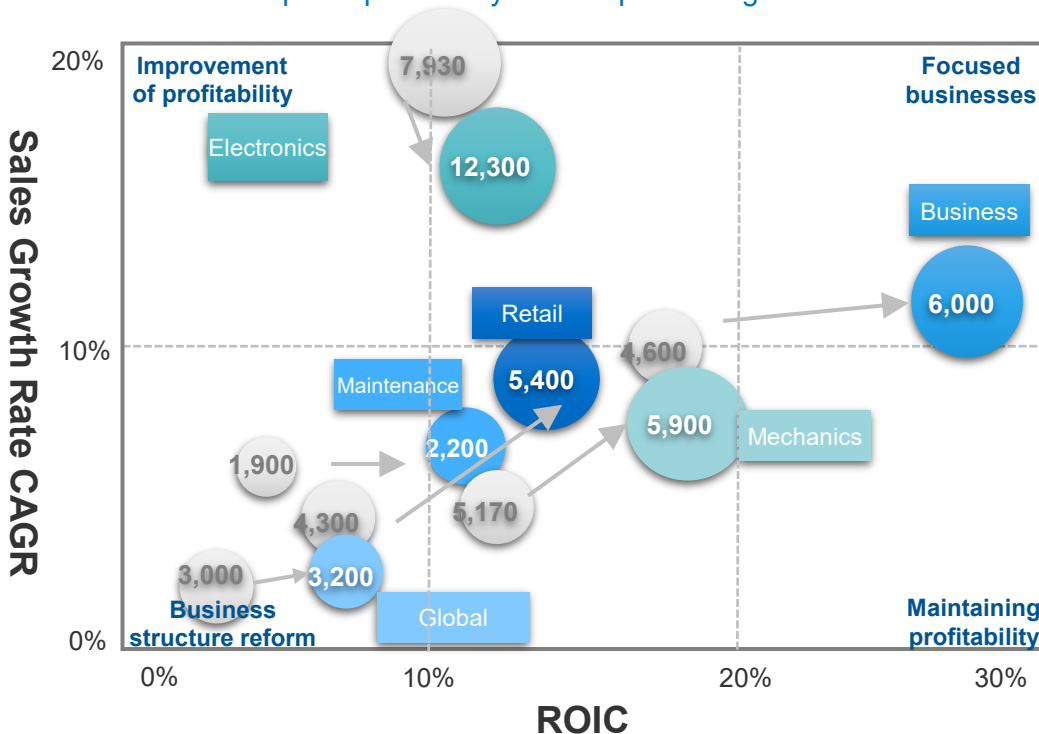 20%
Improvement
of profitability
7,930
Focused
businesses
Electronics
12,300
Business
6,000
Retail
10%
4,600
5,400
Maintenance
5,900
Mechanics
2,200
1,900
5,170
4,300
3,000
3,200
Business
structure reform
Global
Maintaining
profitability
0%
0%
10%
20%
30%
ROIC
Sales Growth Rate CAGR